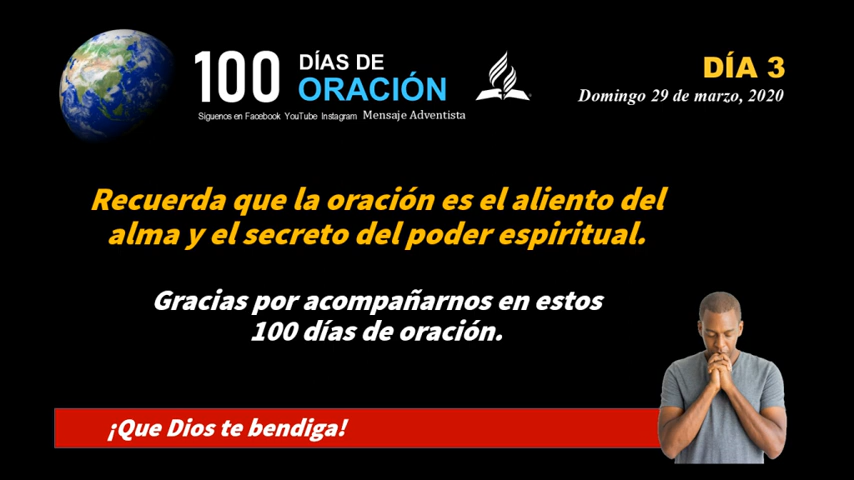 100 DÍAS DE
ORACIÓN
Siguenos en Facebook YouTube Instagram Mensaje Adventista
DÍA 3
Domingo 29 de marzo, 2020
Recuerda que la oración es el aliento del
alma y el secreto del poder espiritual.
Gracias por acompañarnos en estos
100 días de oración.
¡Que Dios te bendiga!